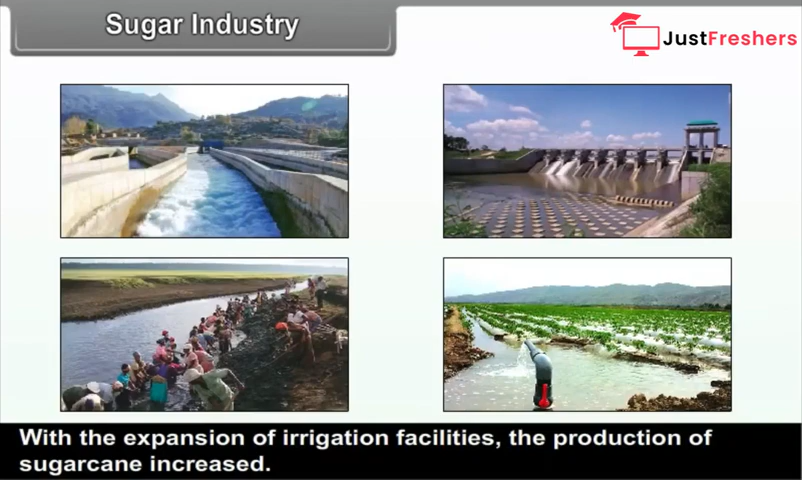 Sugar Industry
JustFreshers
With the expansion of irrigation facilities, the production of
sugarcane increased.